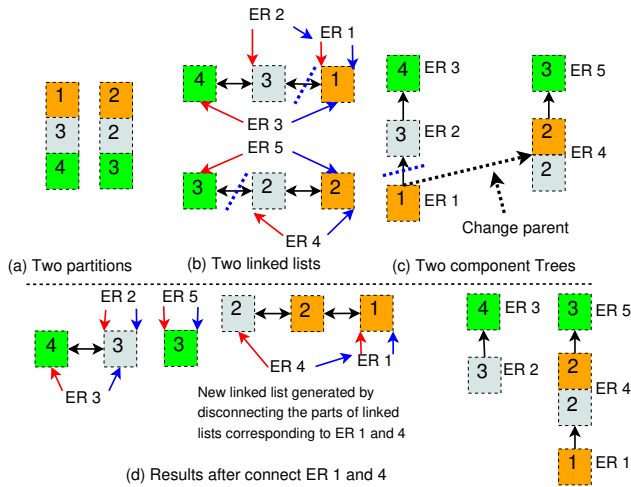 ER 2
ER 1
4
3
1
ER 3
ER 5
3
2
2
ER 4
1
3
4
2
2
3
4
ER 3
3
ER 2
1
ER 1
3
ER 5
2
2
ER 4
Change parent
(a) Two partitions
(b) Two linked lists
(c) Two component Trees
ER 2
ER 5
4
3
3
ER 3
2
2
1
ER 4
ER 1
New linked list generated by
disconnecting the parts of linked
lists corresponding to ER 1 and 4
4
ER 3
3
ER 2
3
ER 5
2
2
ER 4
1
ER 1
(d) Results after connect ER 1 and 4